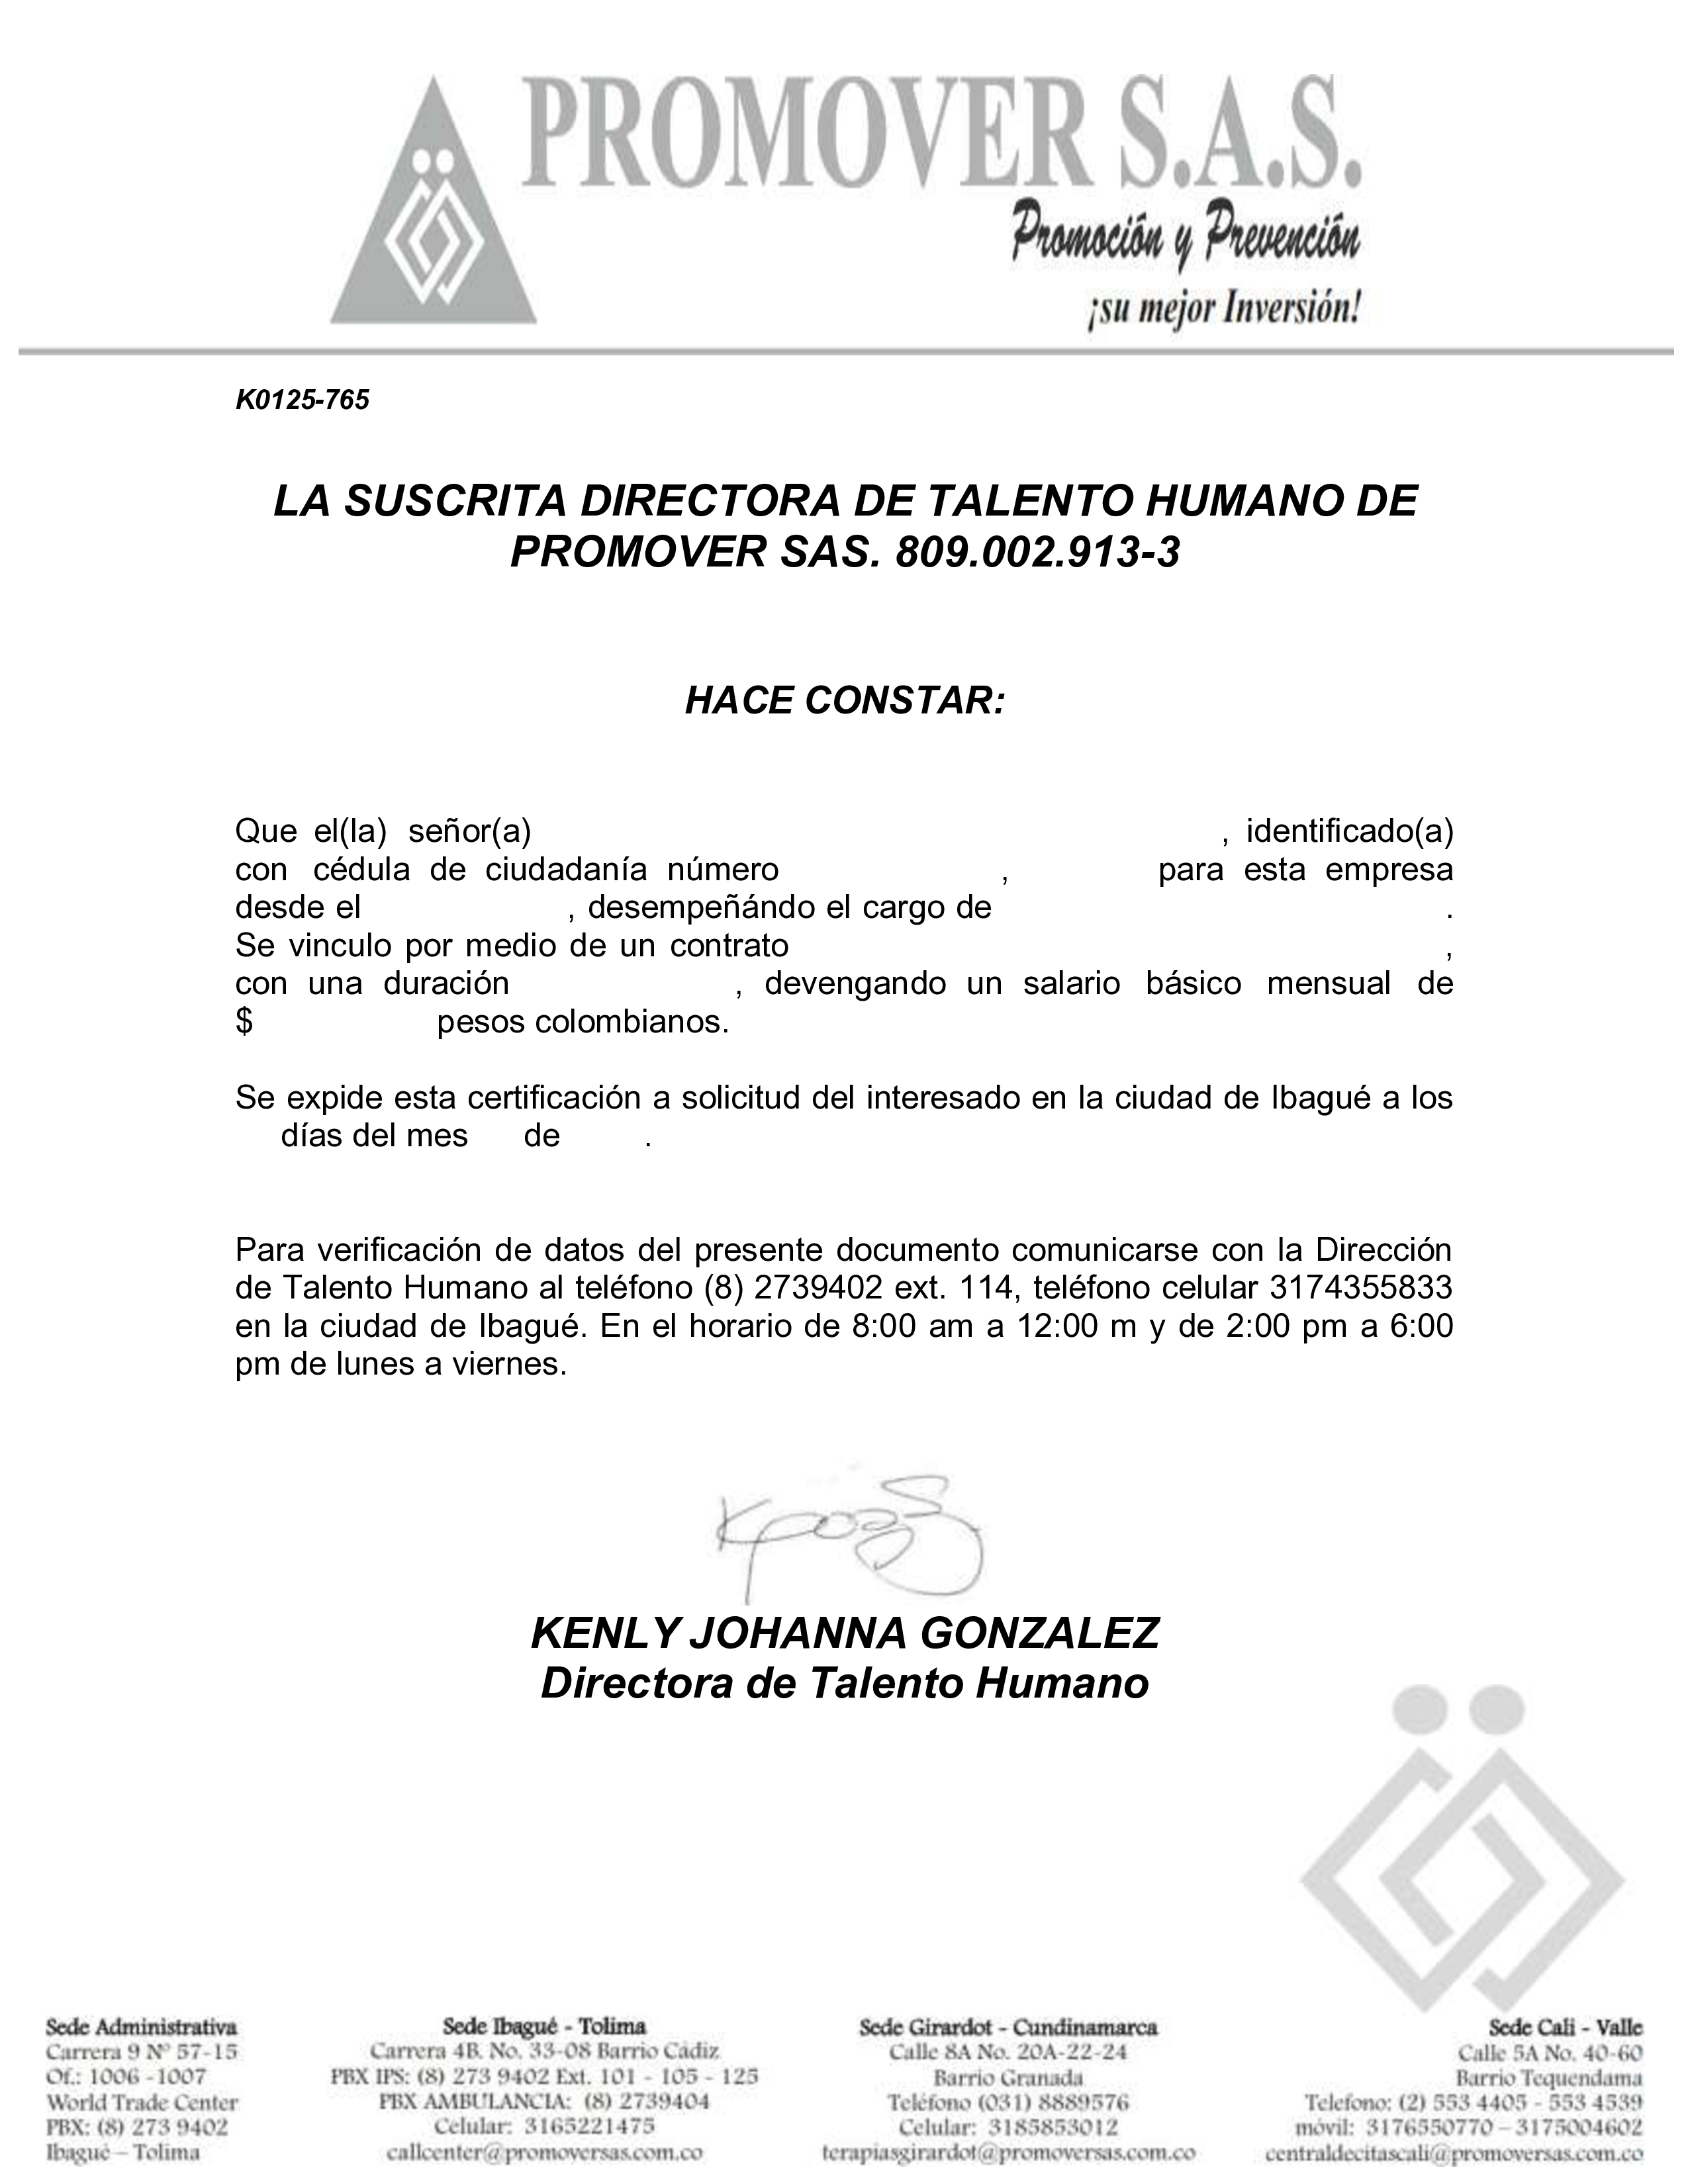 PROMOVER S.A.S.
Promoción y Prevención
¡su mejor Inversión!
K0125-765
LA SUSCRITA DIRECTORA DE TALENTO HUMANO DE
PROMOVER SAS. 809.002.913-3
HACE CONSTAR:
Que el(la) señor(a) , identificado(a)
con cédula de ciudadanía número , para esta empresa
desde el , desempeñándo el cargo de .
Se vinculo por medio de un contrato ,
con una duración , devengando un salario básico mensual de
$ pesos colombianos.
Se expide esta certificación a solicitud del interesado en la ciudad de Ibagué a los
días del mes de .
Para verificación de datos del presente documento comunicarse con la Dirección
de Talento Humano al teléfono (8) 2739402 ext. 114, teléfono celular 3174355833
en la ciudad de Ibagué. En el horario de 8:00 am a 12:00 m y de 2:00 pm a 6:00
pm de lunes a viernes.
KENLY JOHANNA GONZALEZ
Directora de Talento Humano
Sede Administrativa
Carrera 9 Nº 57-15
Of.: 1006 -1007
World Trade Center
PBX: (8) 273 9402
Ibagué – Tolima
Sede Ibagué - Tolima
Carrera 4B. No. 33-08 Barrio Cádiz
PBX IPS: (8) 273 9402 Ext. 101 - 105 - 125
PBX AMBULANCIA: (8) 2739404
Celular: 3165221475
callcenter@promoversas.com.co
Sede Girardot - Cundinamarca
Calle 8A No. 20A-22-24
Barrio Granada
Teléfono (031) 8889576
Celular: 3185853012
terapiasgirardot@promoversas.com.co
Sede Cali - Valle
Calle 5A No. 40-60
Barrio Tequendama
Telefono: (2) 553 4405 - 553 4539
móvil: 3176550770 – 3175004602
centraldecitascali@promoversas.com.co